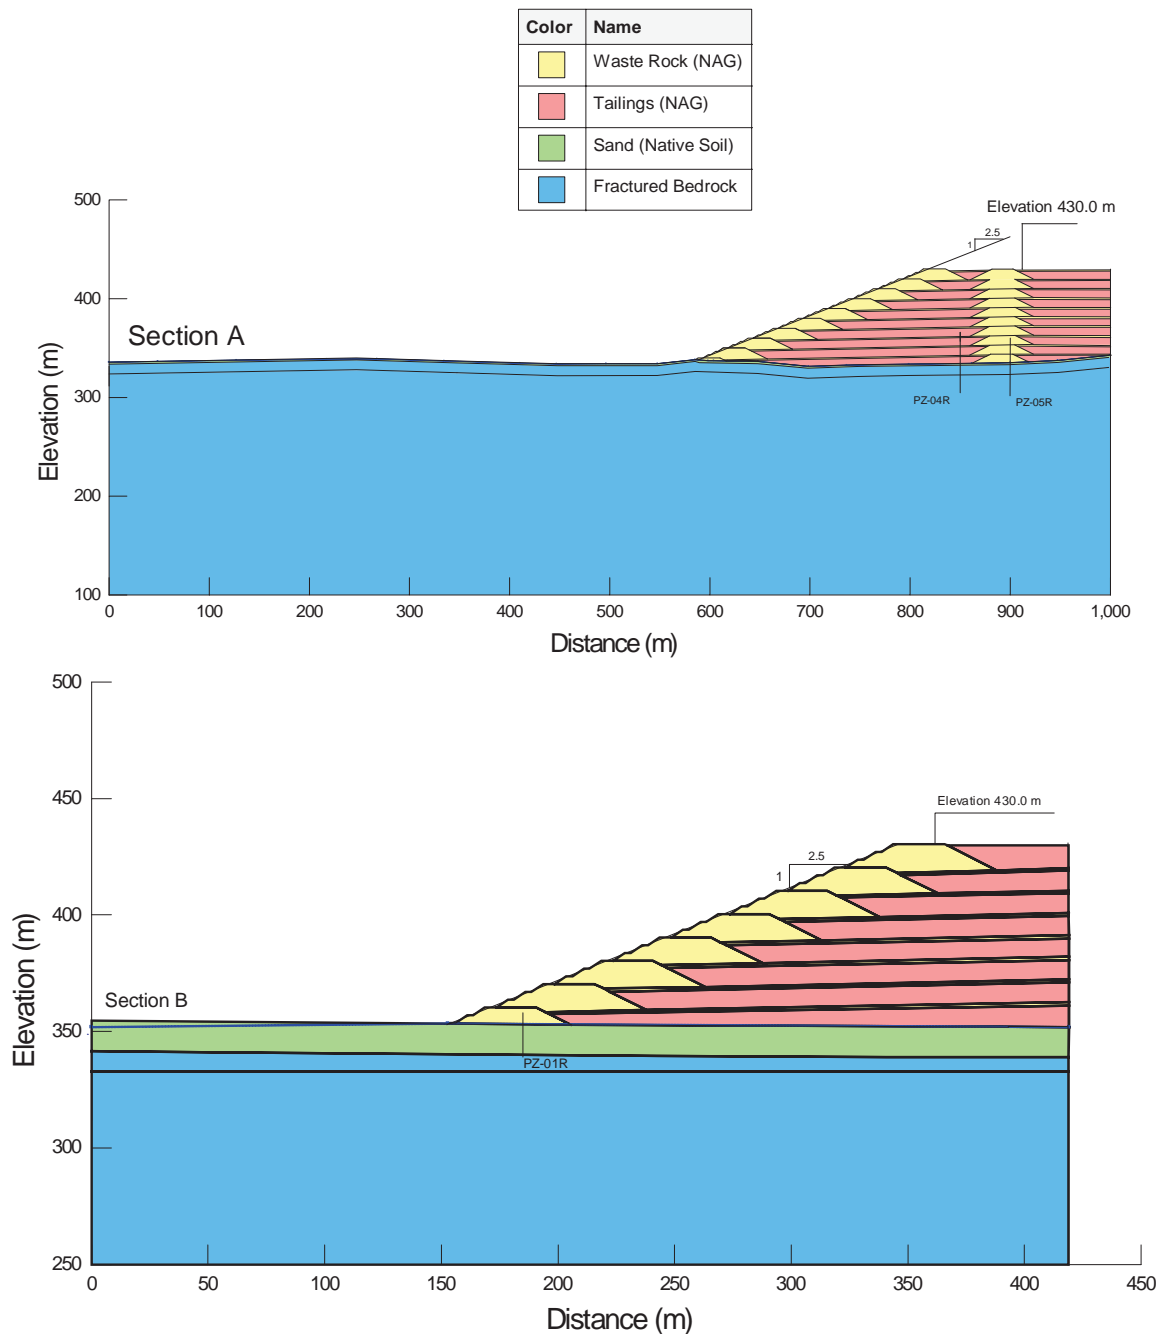 Color Name
Waste Rock (NAG)
Tailings (NAG)
Sand (Native Soil)
Fractured Bedrock
500
400
300
200
100
Elevation (m)
Section A
Elevation 430.0 m
1
2.5
PZ-04R
PZ-05R
0 100 200 300 400 500 600 700 800 900 1,000
Distance (m)
500
450
400
350
300
250
Elevation (m)
Section B
Elevation 430.0 m
1
2.5
PZ-01R
0 50 100 150 200 250 300 350 400 450
Distance (m)